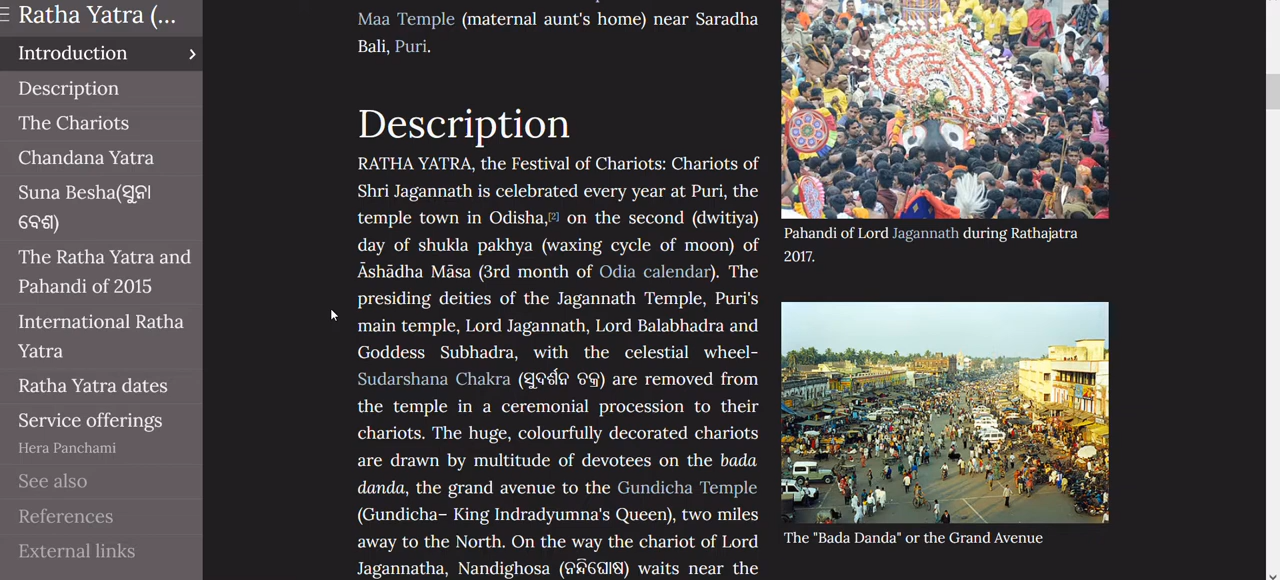 Ratha Yatra (...
Introduction
Description
The Chariots
Chandana Yatra
Suna Besha(ସୁନା
ବେଶ)
The Ratha Yatra and
Pahandi of 2015
International Ratha
Yatra
Ratha Yatra dates
Service offerings
Hera Panchami
See also
References
External links
Maa Temple (maternal aunt's home) near Saradha
Bali, Puri.
Description
RATHA YATRA, the Festival of Chariots: Chariots of
Shri Jagannath is celebrated every year at Puri, the
temple town in Odisha,[2] on the second (dwitiya)
day of shukla pakhya (waxing cycle of moon) of
Āshādha Māsa (3rd month of Odia calendar). The
presiding deities of the Jagannath Temple, Puri's
main temple, Lord Jagannath, Lord Balabhadra and
Goddess Subhadra, with the celestial wheel-
Sudarshana Chakra (ସୁଦର୍ଶନ ଚକ୍ର) are removed from
the temple in a ceremonial procession to their
chariots. The huge, colourfully decorated chariots
are drawn by multitude of devotees on the bada
danda, the grand avenue to the Gundicha Temple
(Gundicha– King Indradyumna's Queen), two miles
away to the North. On the way the chariot of Lord
Jagannatha, Nandighosa (ନନ୍ଦିଘୋଷ) waits near the
Pahandi of Lord Jagannath during Rathajatra
2017.
The "Bada Danda" or the Grand Avenue